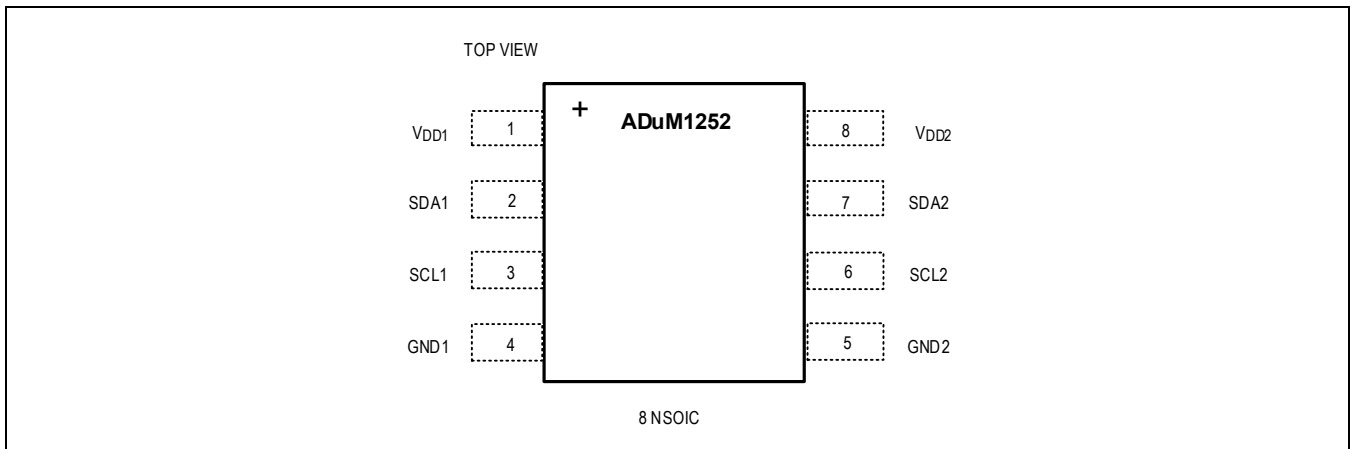 TOP VIEW
+ ADuM1252
VDD1 1 8 VDD2
SDA1 2 7 SDA2
SCL1 3 6 SCL2
GND1 4 5 GND2
8 NSOIC